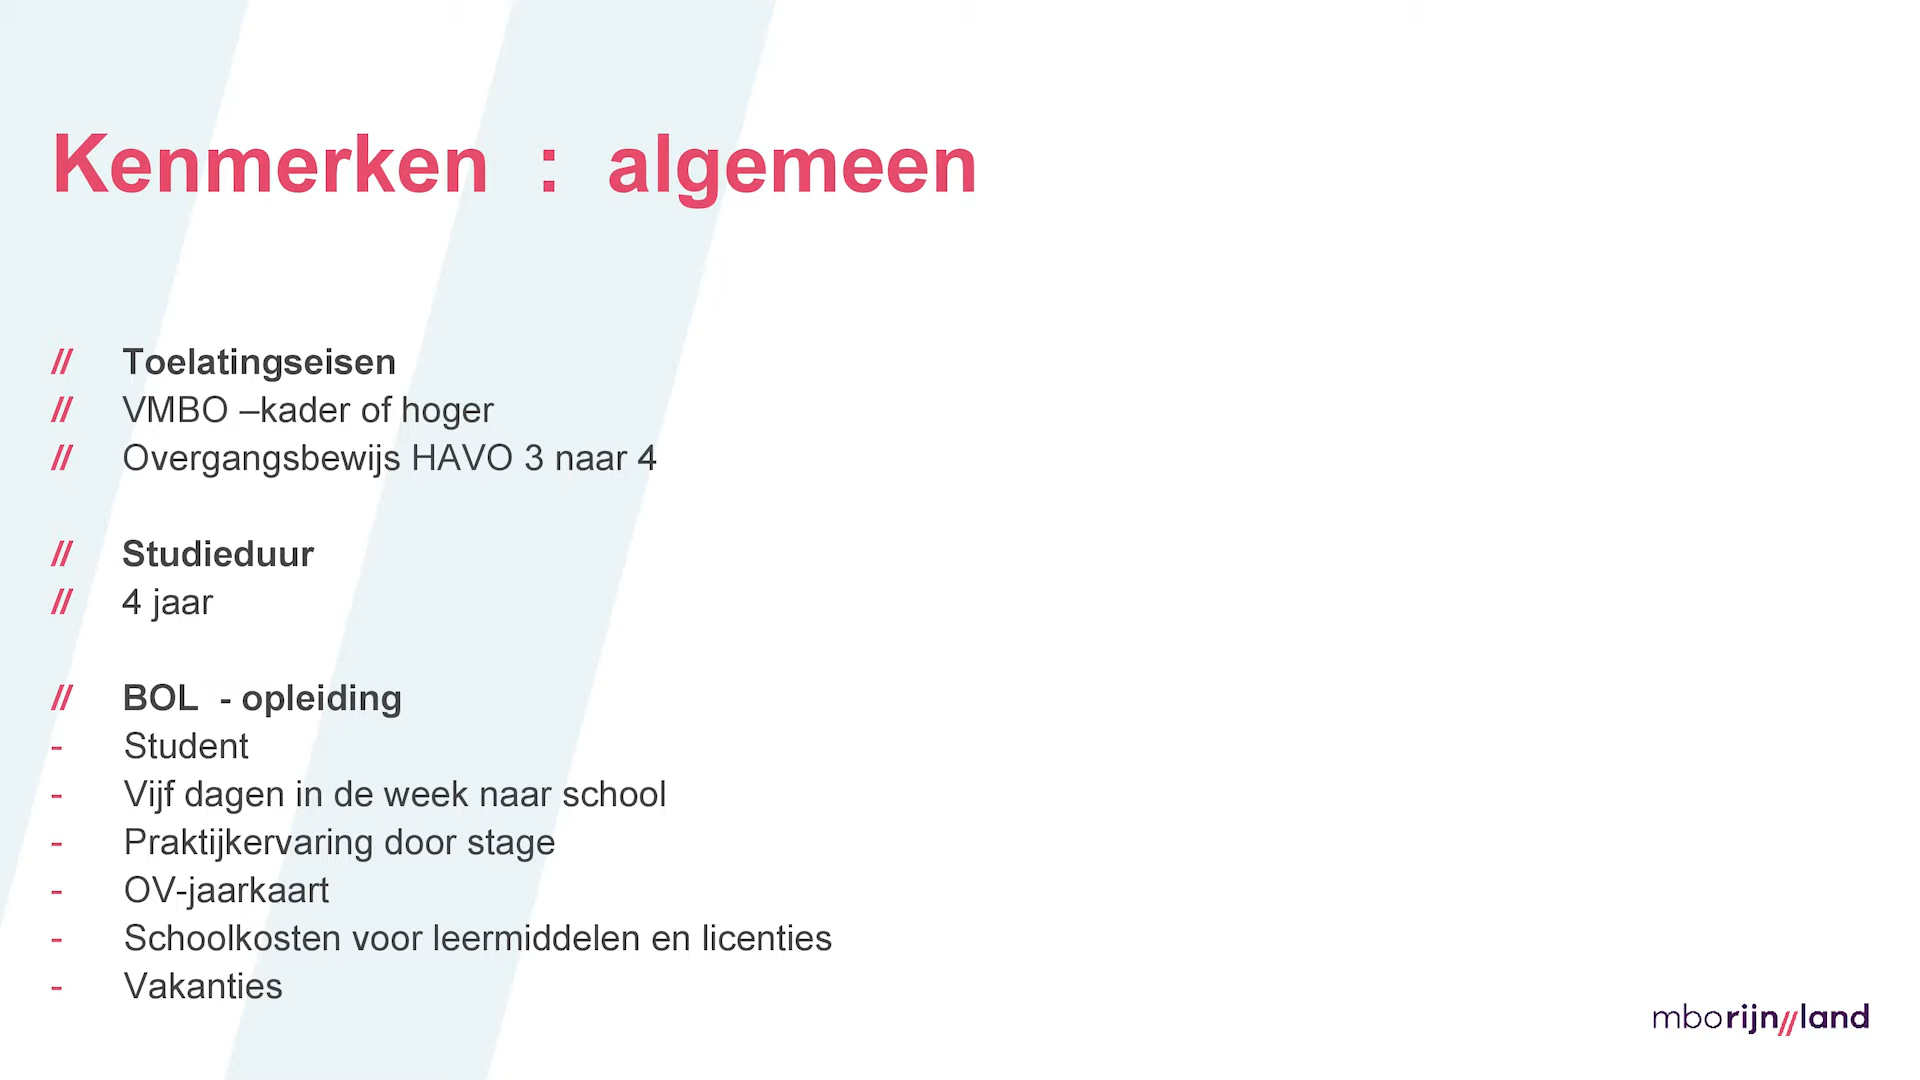 Kenmerken : algemeen
// Toelatingseisen
// VMBO –kader of hoger
// Overgangsbewijs HAVO 3 naar 4
// Studieduur
// 4 jaar
// BOL - opleiding
- Student
- Vijf dagen in de week naar school
- Praktijkervaring door stage
- OV-jaarkaart
- Schoolkosten voor leermiddelen en licenties
- Vakanties
mborijn//land